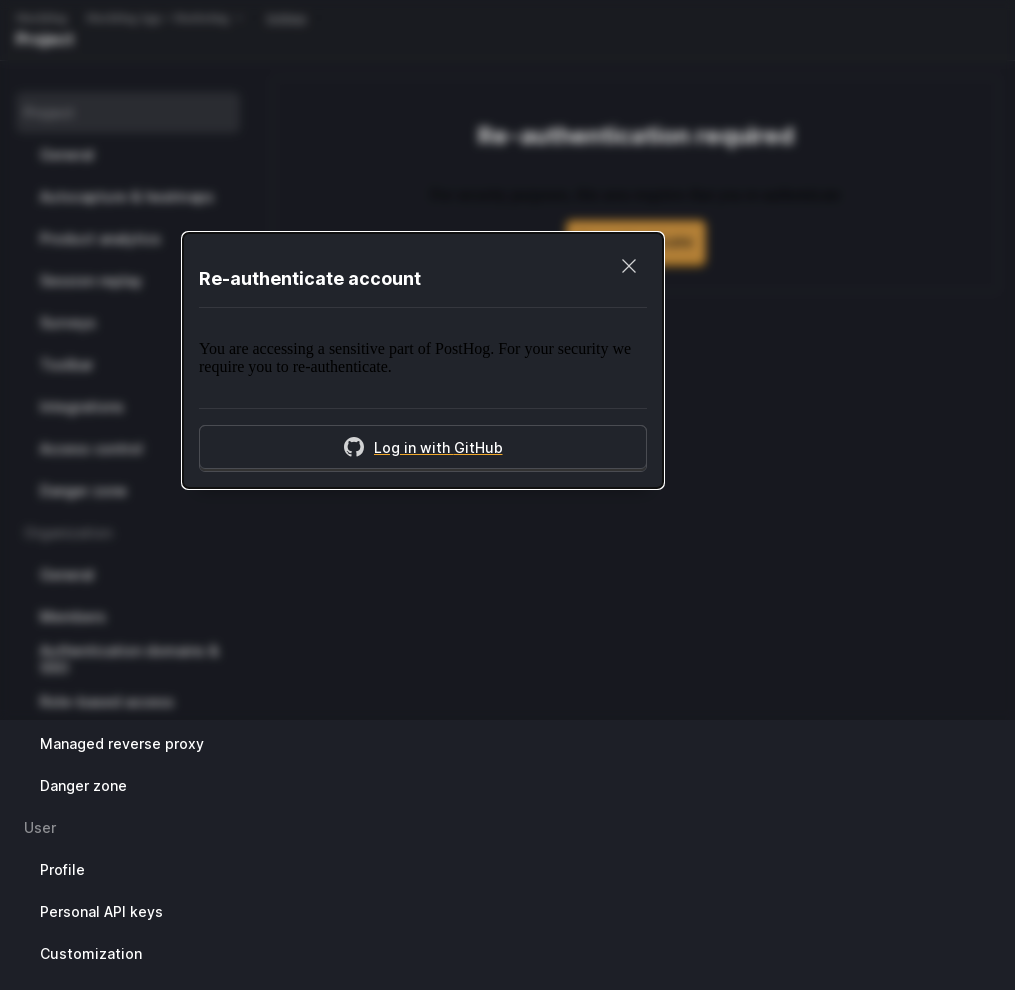 Project
Project
General
Autocapture & heatmaps
Product analytics
Session replay
Surveys
Toolbar
Integrations
Access control
Danger zone
Organization
General
Members
Authentication domains &
SSO
Role-based access
Managed reverse proxy
Danger zone
User
Profile
Personal API keys
Customization
Re-authentication required
Re-authenticate account
You are accessing a sensitive part of PostHog. For your security we
require you to re-authenticate.
Log in with GitHub